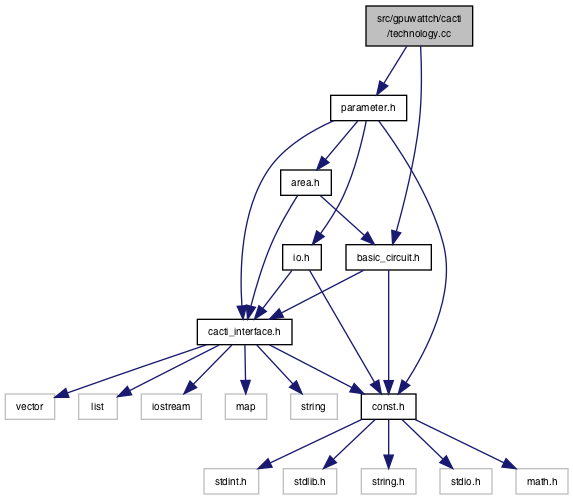 src/gpuwattch/cacti
/technology.cc
parameter.h
area.h
io.h
basic_circuit.h
cacti_interface.h
vector
list
iostream
map
string
const.h
stdint.h
stdlib.h
string.h
stdio.h
math.h